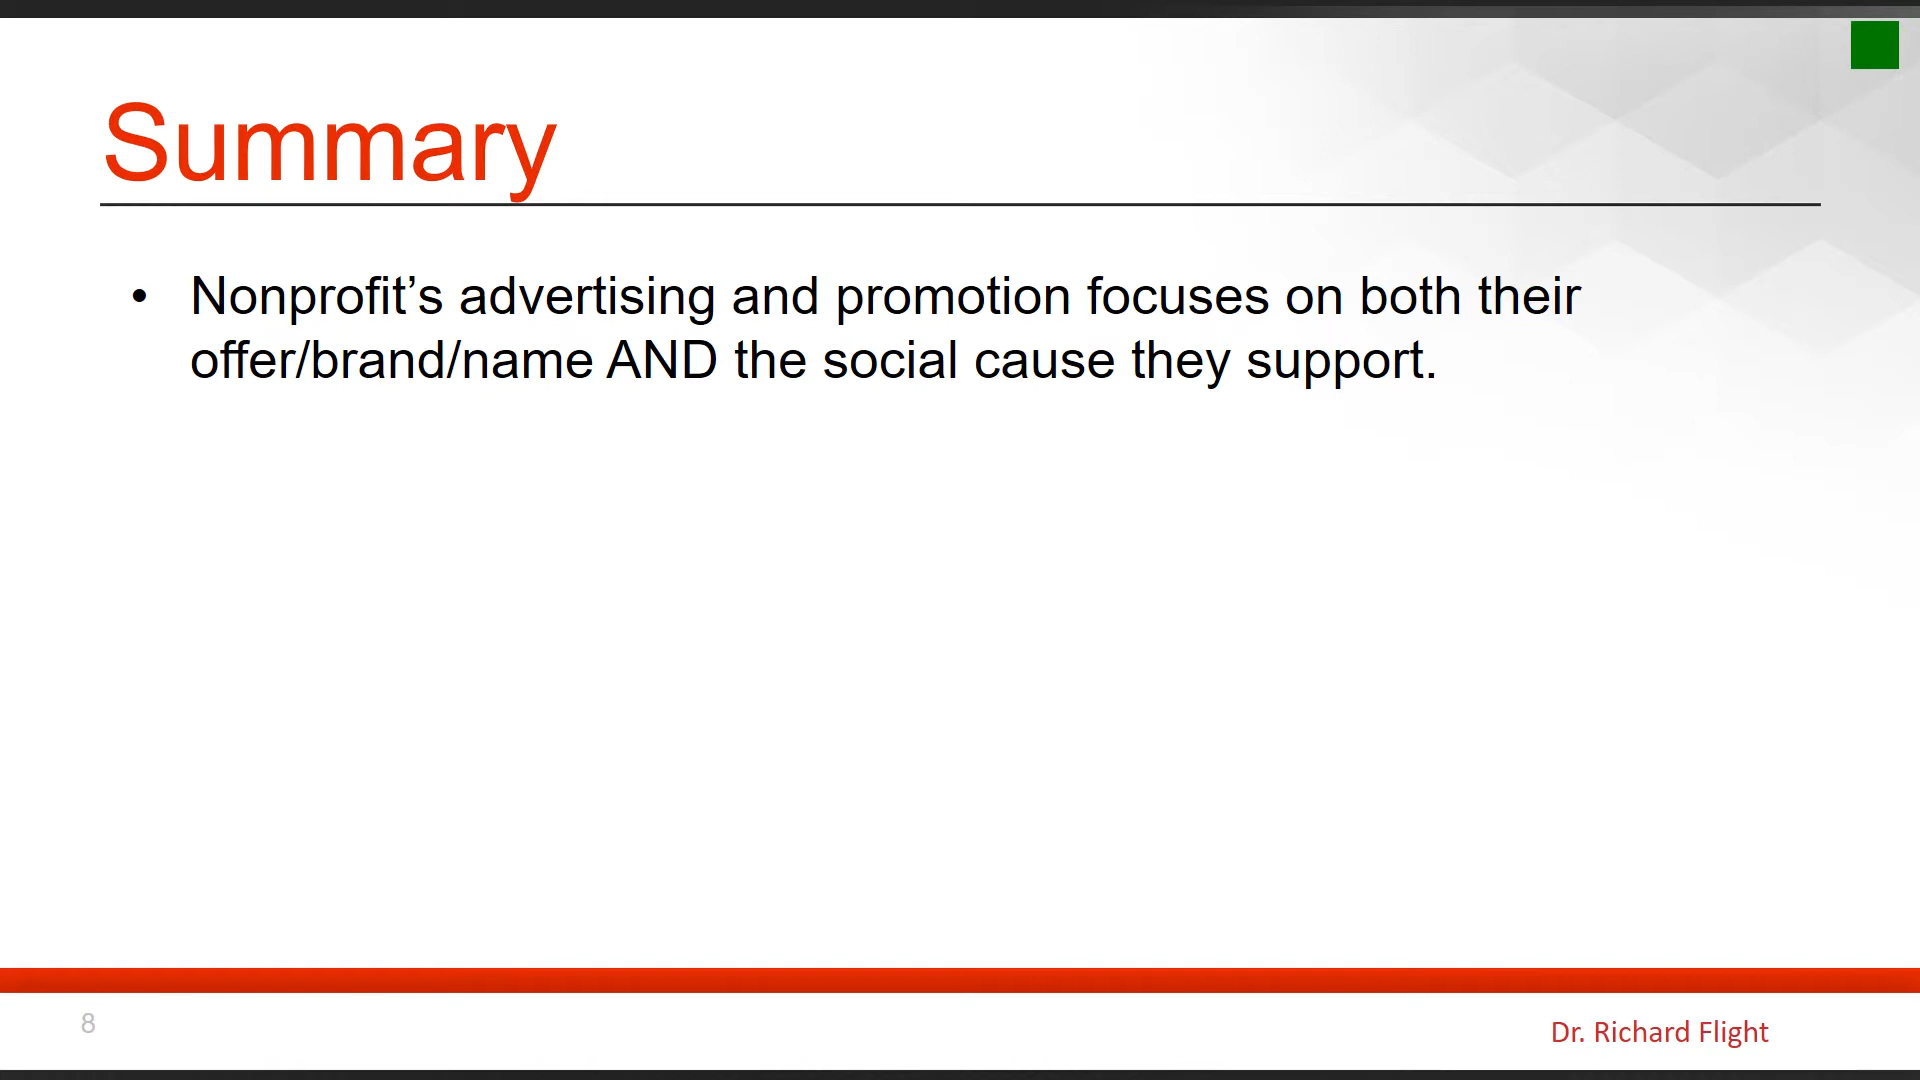 Summary
• Nonprofit’s advertising and promotion focuses on both their
offer/brand/name AND the social cause they support.
8
Dr. Richard Flight